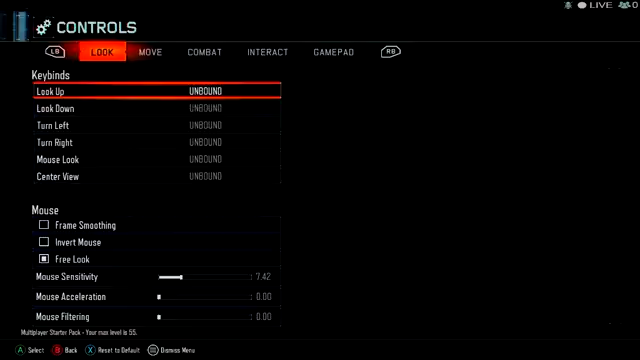 LIVE 0
CONTROLS
LB LOOK MOVE COMBAT INTERACT GAMEPAD RB
Keybinds
Look Up UNBOUND
Look Down UNBOUND
Turn Left UNBOUND
Turn Right UNBOUND
Mouse Look UNBOUND
Center View UNBOUND
Mouse
Frame Smoothing
Invert Mouse
Free Look
Mouse Sensitivity : 7.42
Mouse Acceleration : 0.00
Mouse Filtering : 0.00
Multiplayer Starter Pack - Your max level is 55.
A Select B Back X Reset to Default Dismiss Menu